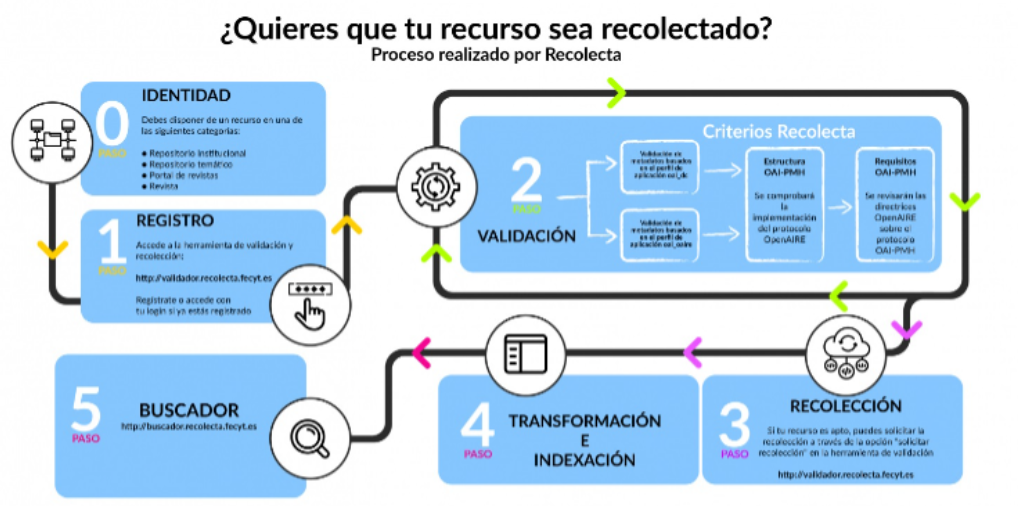 ¿Quieres que tu recurso sea recolectado?
Proceso realizado por Recolecta
0
PASO
IDENTIDAD
Debes disponer de un recurso en una de
las siguientes categorías:
● Repositorio institucional
● Repositorio temático
● Portal de revistas
● Revista
1
PASO
REGISTRO
Accede a la herramienta de validación y
recolección:
http://validador.recolecta.fecyt.es
Regístrate o accede con
tu login si ya estás registrado
2
PASO
VALIDACIÓN
Criterios Recolecta
Validación de
metadatos basados
en el perfil de
aplicación oai_dc
Validación de
metadatos basados
en el perfil de
aplicación oai_oaire
Estructura
OAI-PMH
Se comprobará
la
implementación
del protocolo
OpenAIRE
Requisitos
OAI-PMH
Se revisarán las
directrices
OpenAIRE
sobre el
protocolo
OAI-PMH
3
PASO
RECOLECCIÓN
Si tu recurso es apto, puedes solicitar la
recolección a través de la opción "solicitar
recolección" en la herramienta de validación
http://validador.recolecta.fecyt.es
4
PASO
TRANSFORMACIÓN
E
INDEXACIÓN
5
PASO
BUSCADOR
http://buscador.recolecta.fecyt.es